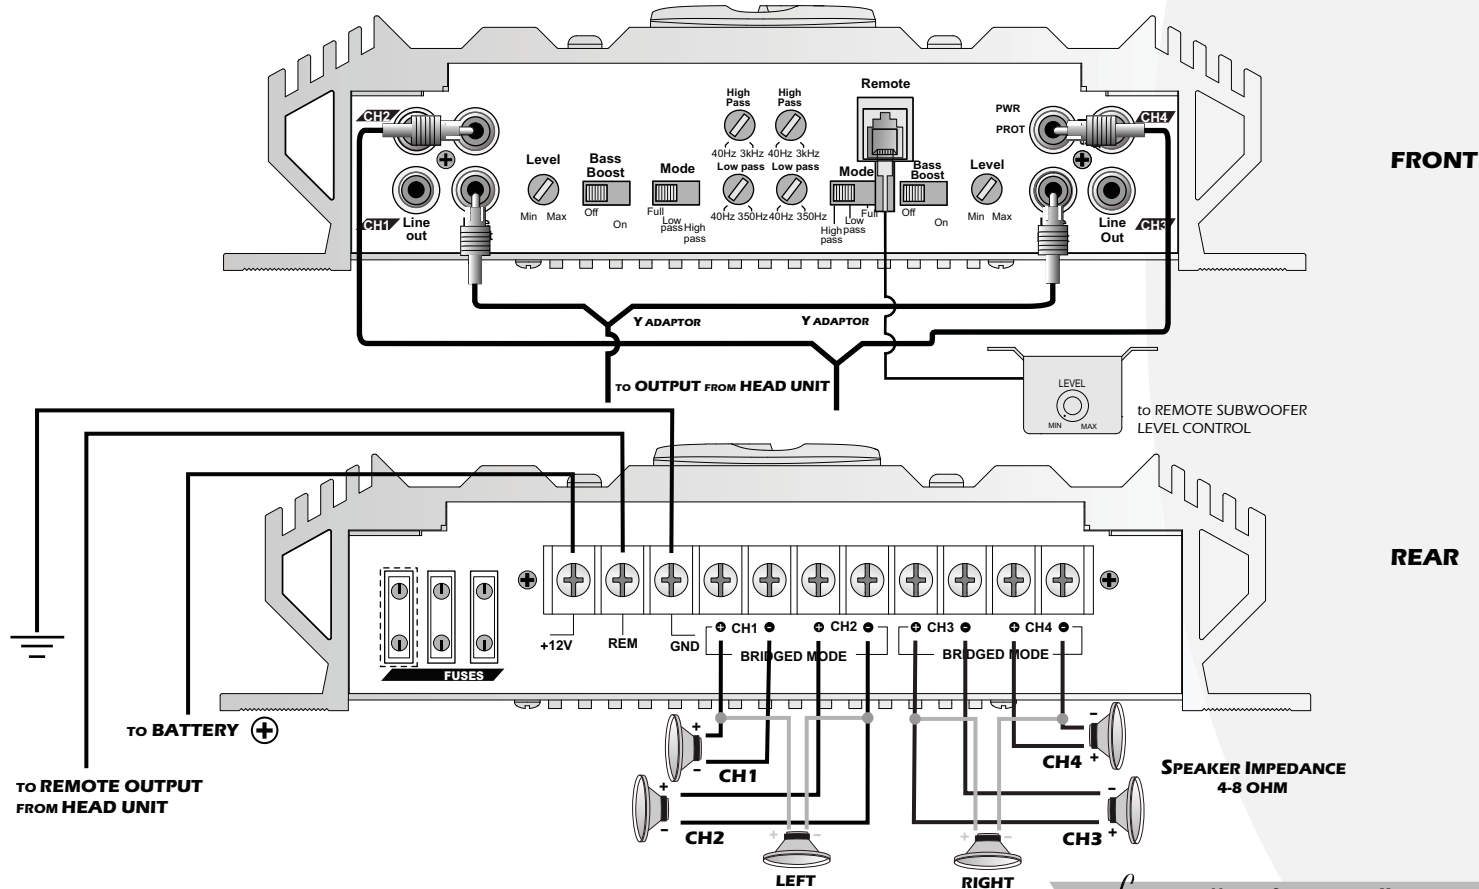 FRONT
Remote
High Pass
High Pass
40Hz 3kHz
40Hz 3kHz
Low pass
Low pass
40Hz 350Hz
40Hz 350Hz
CH2
CH1
Line out
Level
Min Max
Bass Boost
Off
On
Mode
Full
Low pass
High pass
Mode
High pass
Low pass
Full
Bass Boost
Off
On
Level
Min Max
PWR
PROT
CH4
CH3
Line Out
Y ADAPTOR
Y ADAPTOR
TO OUTPUT FROM HEAD UNIT
LEVEL
MIN MAX
to REMOTE SUBWOOFER
LEVEL CONTROL
REAR
FUSES
+12V
REM
GND
+ CH1 -
+ CH2 -
BRIDGED MODE
+ CH3 -
+ CH4 -
BRIDGED MODE
TO BATTERY +
TO REMOTE OUTPUT
FROM HEAD UNIT
+
-
CH1
+
-
CH2
+ -
LEFT
+ -
RIGHT
-
+
CH4
-
+
CH3
SPEAKER IMPEDANCE
4-8 OHM